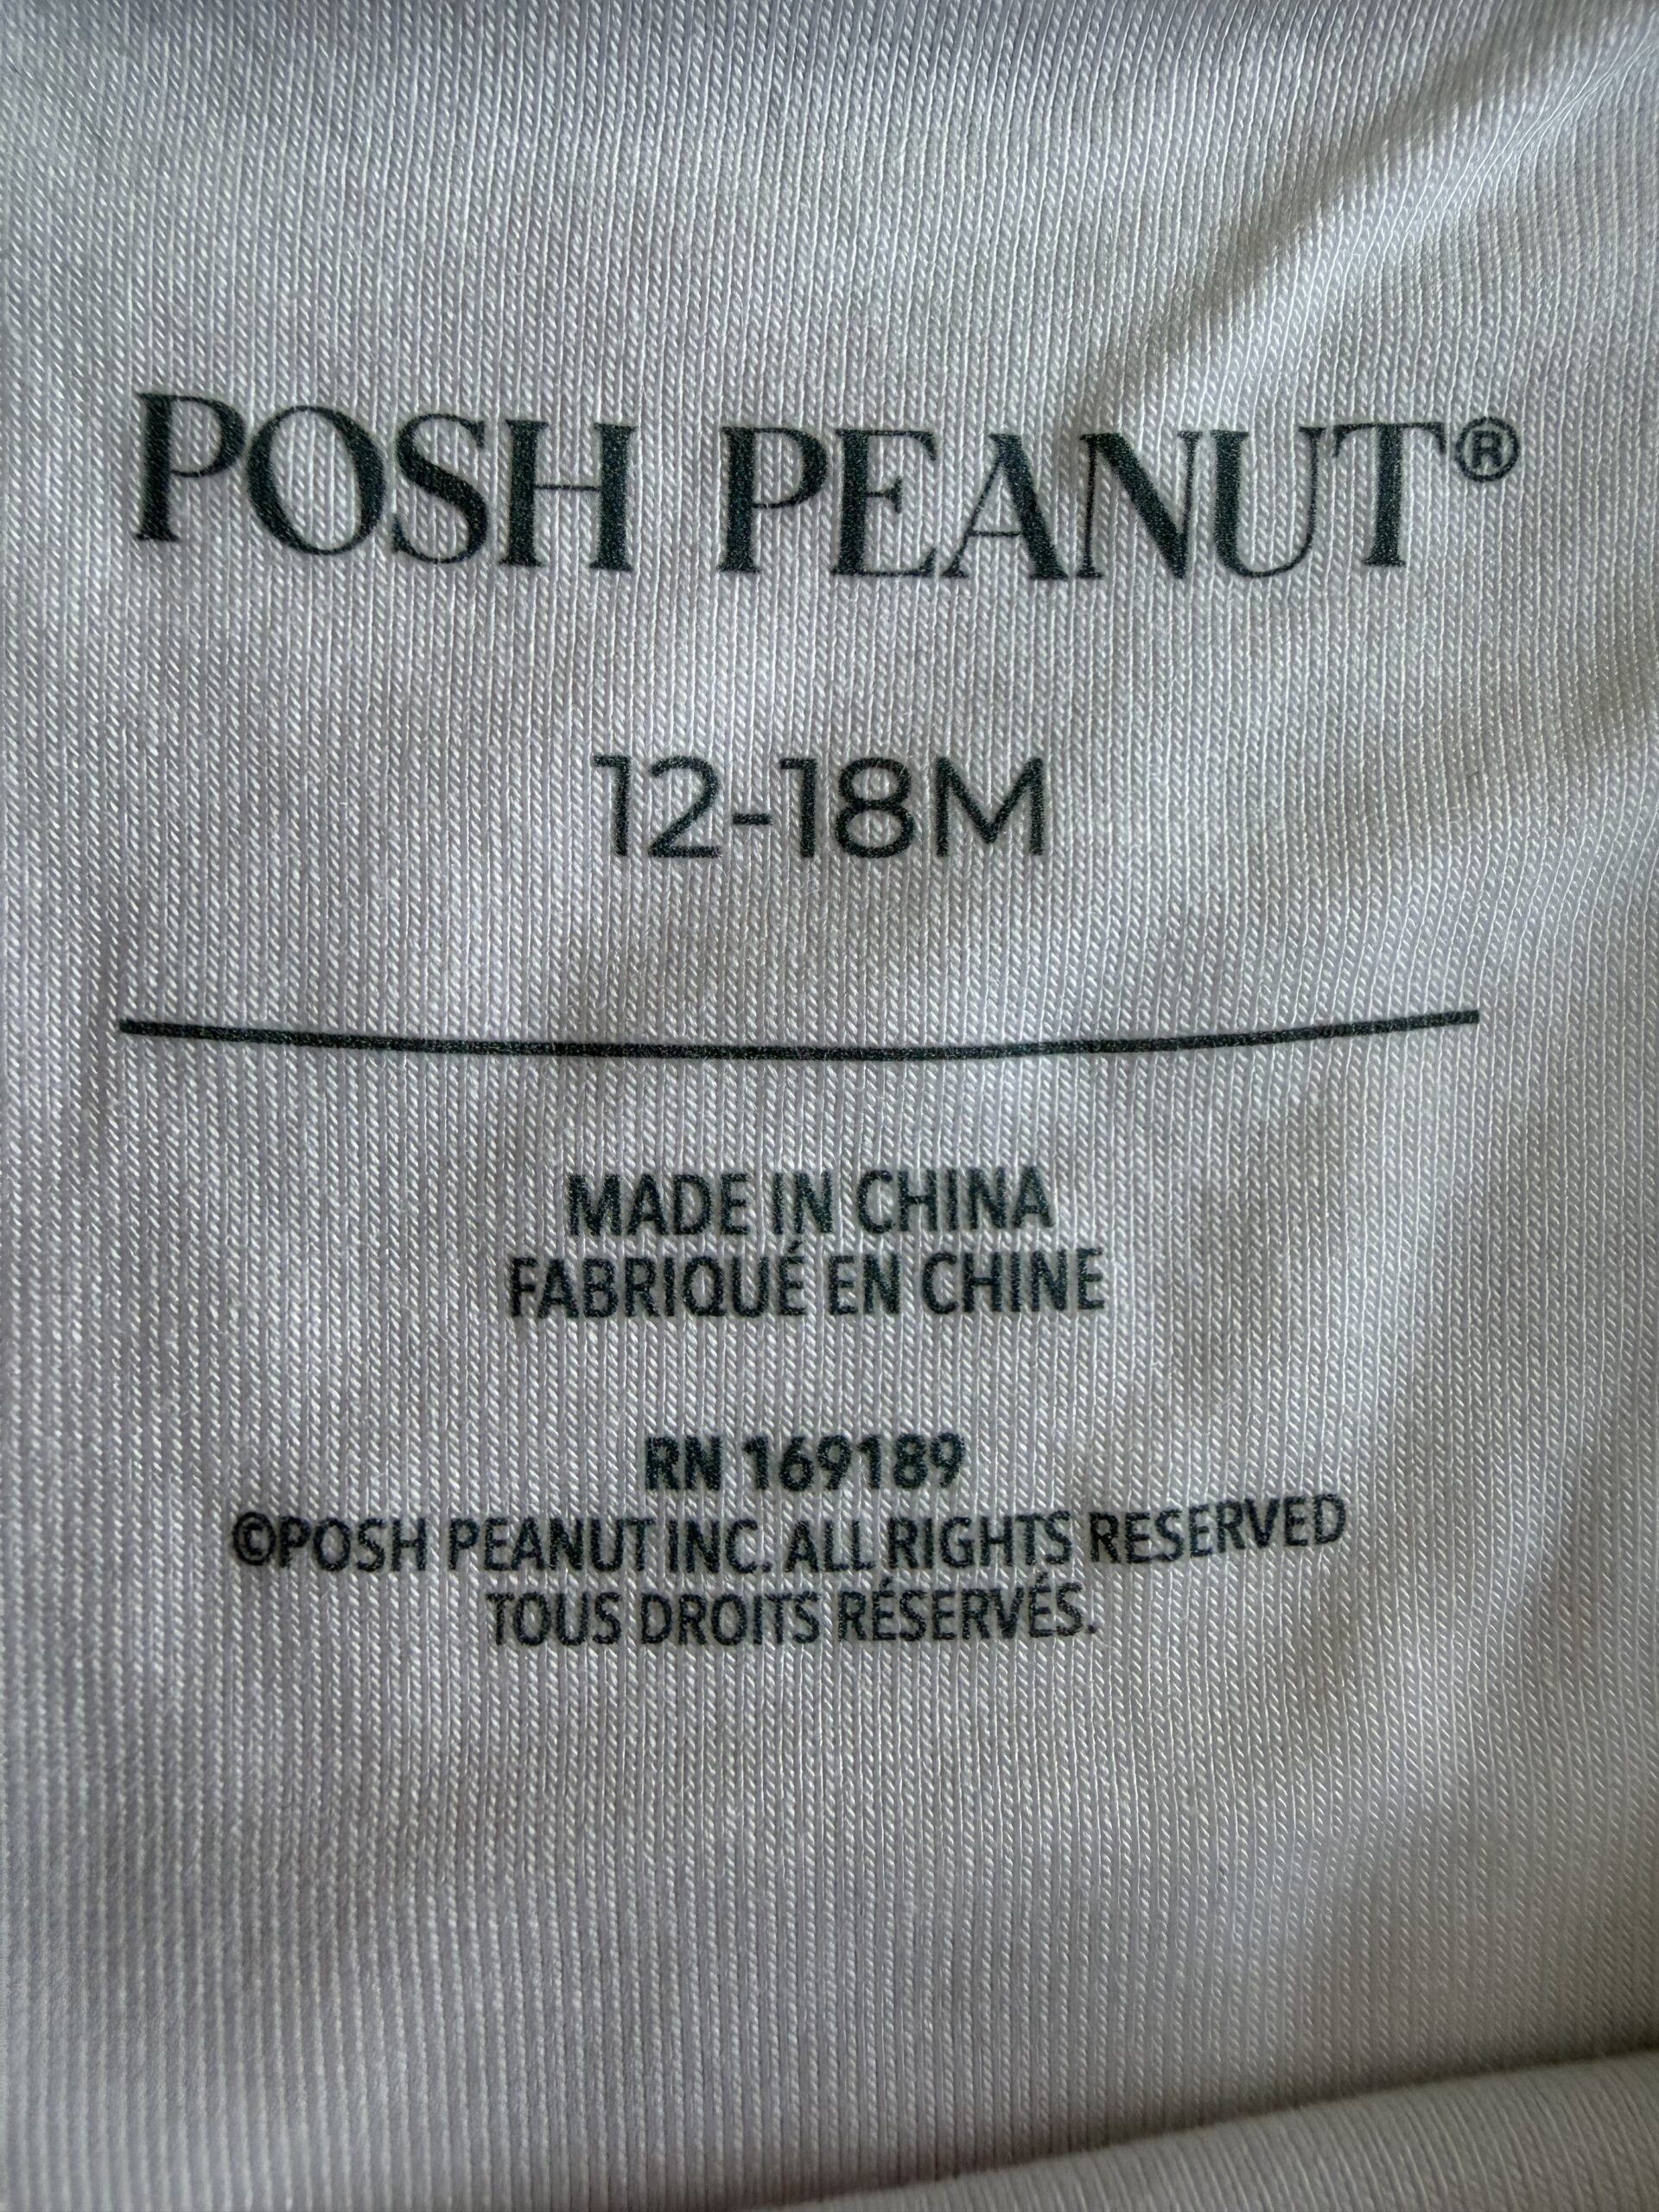 POSH PEANUT®
12-18M
MADE IN CHINA
FABRIQUÉ EN CHINE
RN 169189
©POSH PEANUT INC. ALL RIGHTS RESERVED
TOUS DROITS RÉSERVÉS.